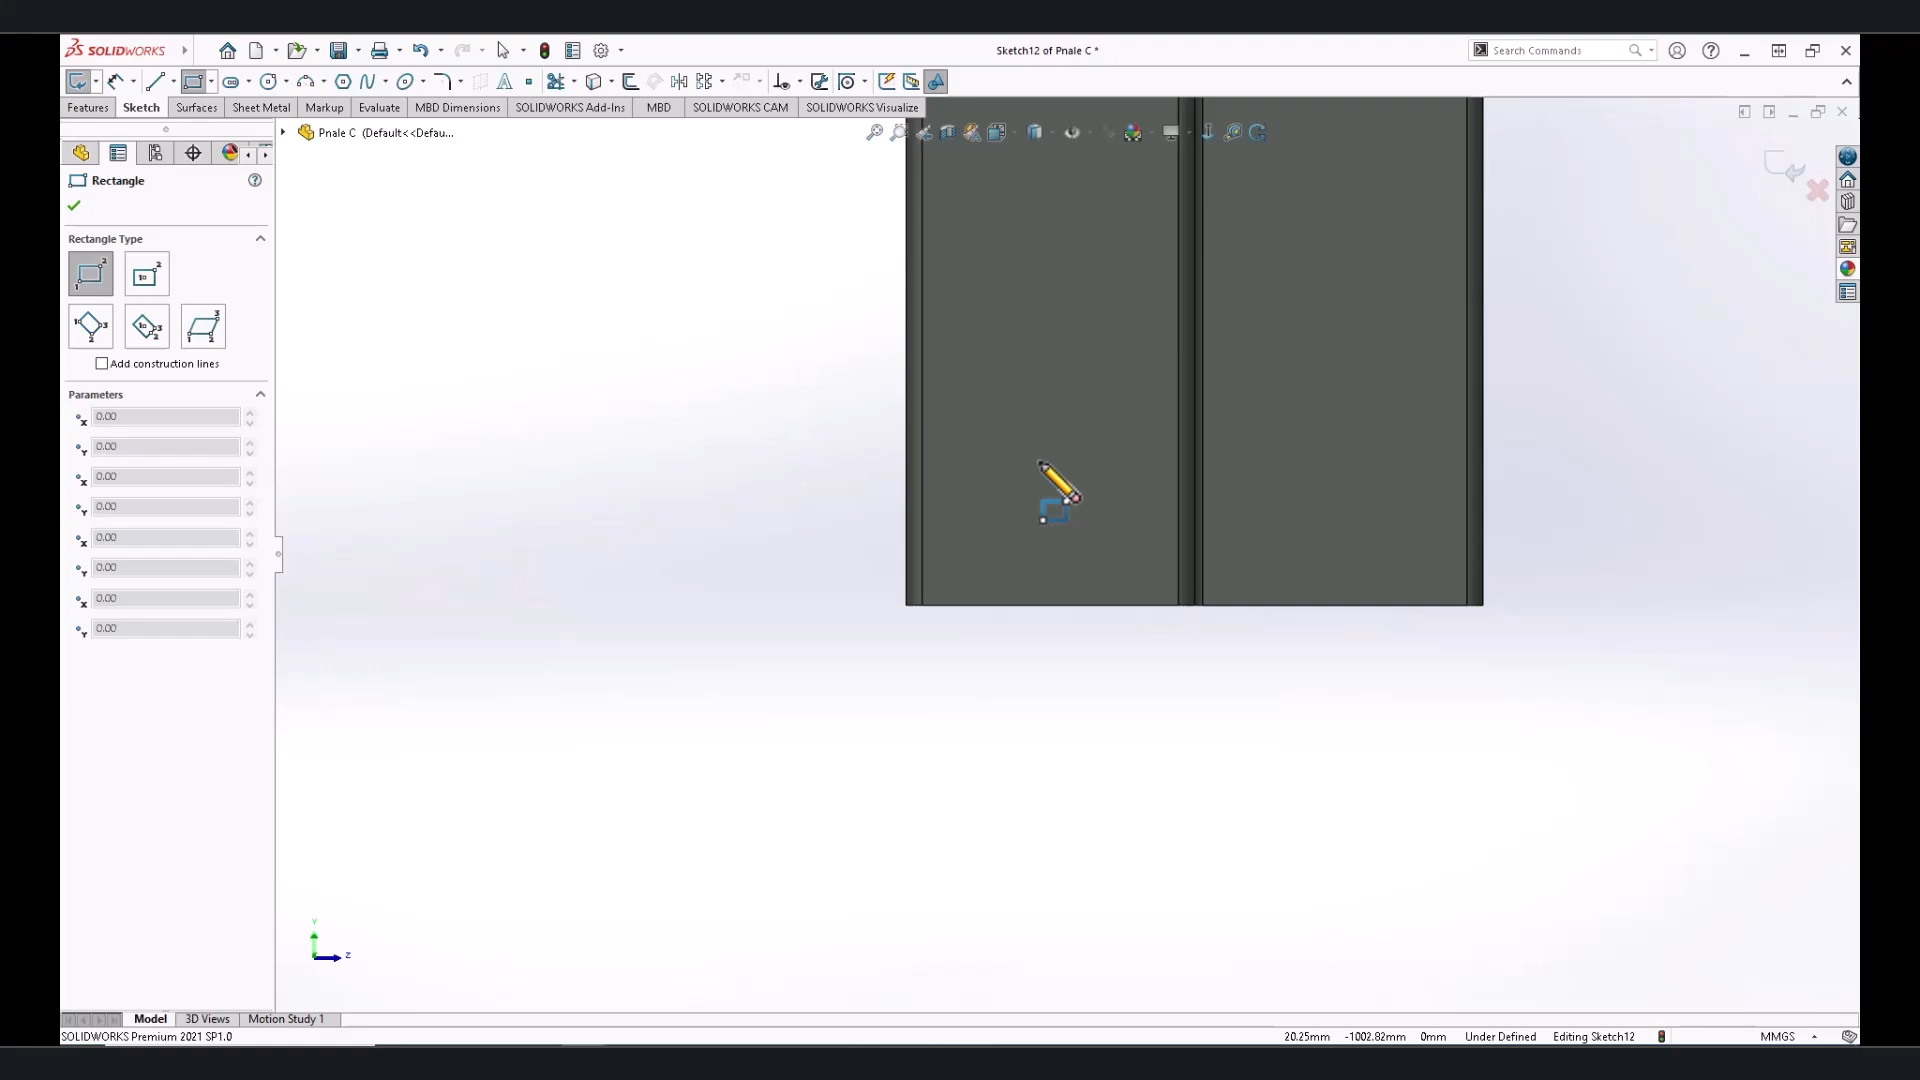 SOLIDWORKS
Sketch12 of Pnale C *
Search Commands
Features Sketch Surfaces Sheet Metal Markup Evaluate MBD Dimensions SOLIDWORKS Add-Ins MBD SOLIDWORKS CAM SOLIDWORKS Visualize
Pnale C (Default<<Defau...
Rectangle
Rectangle Type
Add construction lines
Parameters
x 0.00
Y 0.00
x 0.00
Y 0.00
x 0.00
Y 0.00
x 0.00
Y 0.00
Y
Z
Model 3D Views Motion Study 1
SOLIDWORKS Premium 2021 SP1.0
20.25mm -1002.82mm 0mm Under Defined Editing Sketch12 MMGS